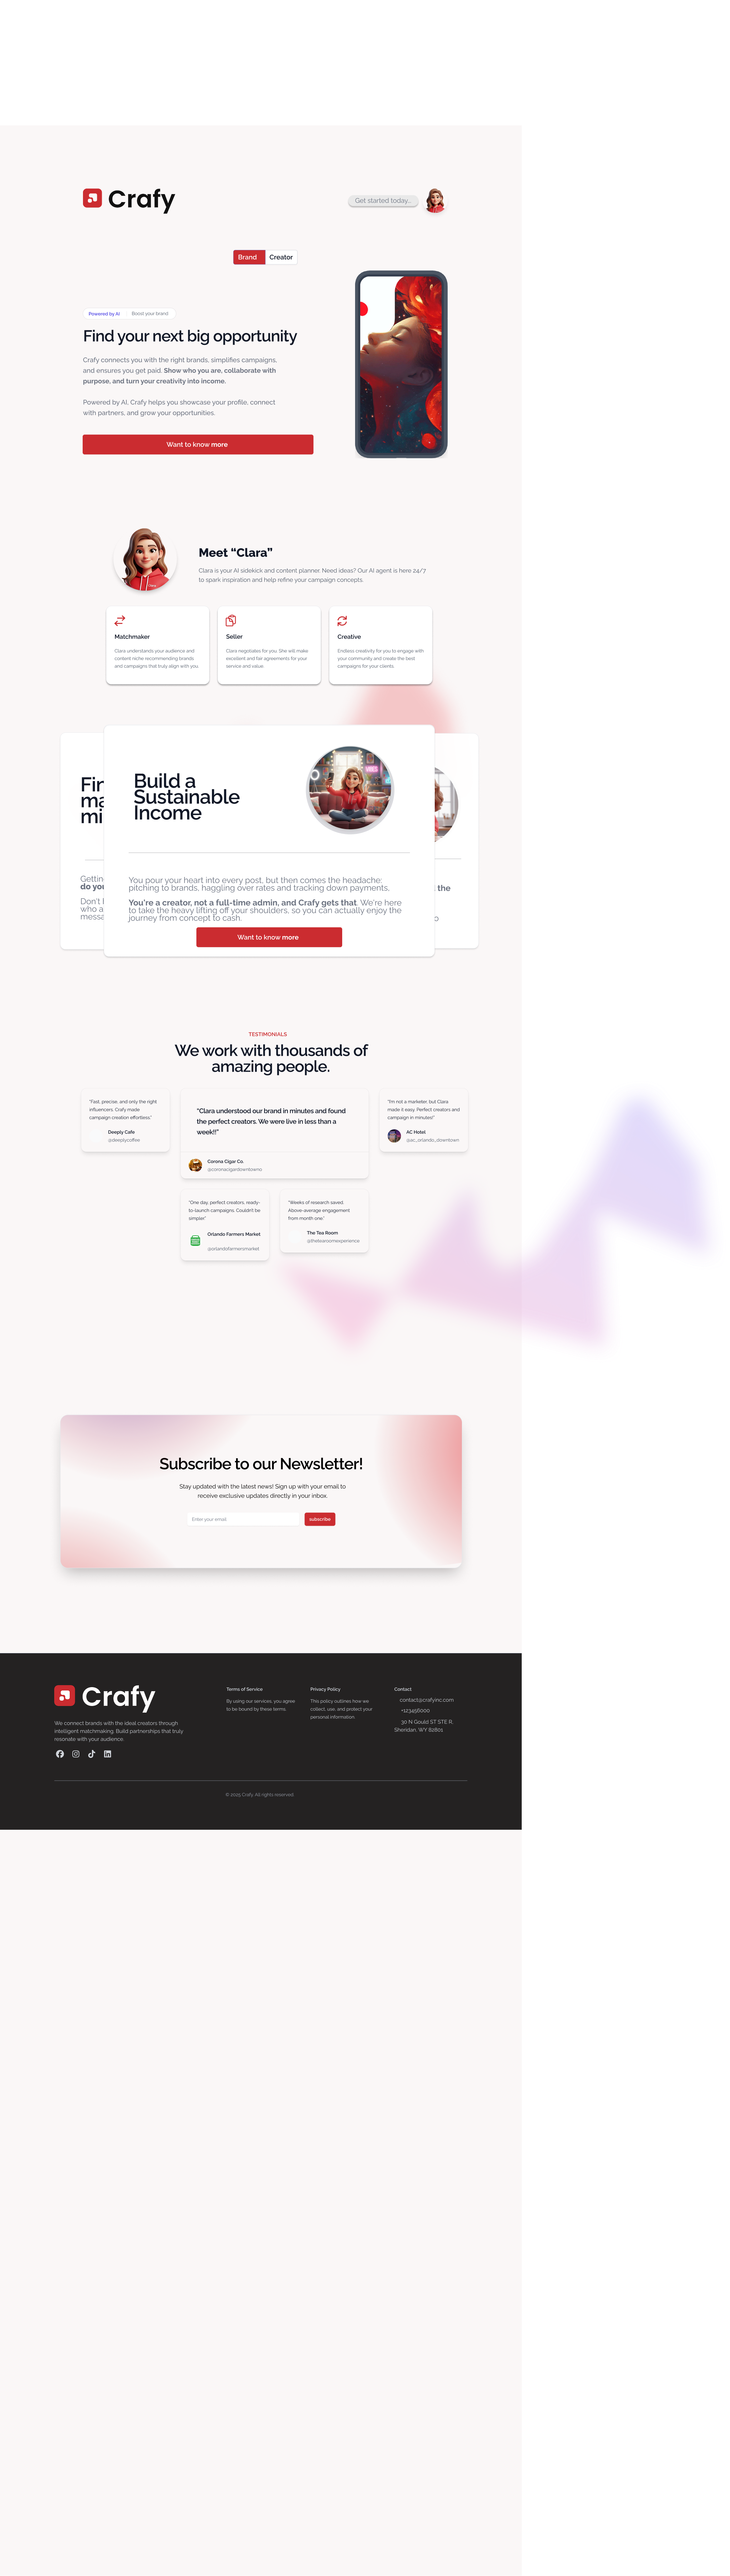 Crafy
Get started today..
Brand
Creator
Powered by AI
Boost your brand
Find your next big opportunity
Crafy connects you with the right brands, simplifies campaigns,
and ensures you get paid. Show who you are, collaborate with
purpose, and turn your creativity into income.
Powered by AI, Crafy helps you showcase your profile, connect
with partners, and grow your opportunities.
Want to know more
Meet “Clara”
Clara is your AI sidekick and content planner. Need ideas? Our AI agent is here 24/7
to spark inspiration and help refine your campaign concepts.
Matchmaker
Clara understands your audience and
content niche recommending brands
and campaigns that truly align with you.
Seller
Clara negotiates for you. She will make
excellent and fair agreements for your
service and value.
Creative
Endless creativity for you to engage with
your community and create the best
campaigns for your clients.
Build a
Sustainable
Income
You pour your heart into every post, but then comes the headache:
pitching to brands, haggling over rates and tracking down payments.
You're a creator, not a full-time admin, and Crafy gets that. We're here
to take the heavy lifting off your shoulders, so you can actually enjoy the
journey from concept to cash.
Want to know more
TESTIMONIALS
We work with thousands of
amazing people.
“Fast, precise, and only the right
influencers. Crafy made
campaign creation effortless.”
Deeply Cafe
@deeplycoffee
“Clara understood our brand in minutes and found
the perfect creators. We were live in less than a
week!!”
Corona Cigar Co.
@coronacigardowntowno
“I'm not a marketer, but Clara
made it easy. Perfect creators and
campaign in minutes!”
AC Hotel
@ac_orlando_downtown
“One day, perfect creators, ready-
to-launch campaigns. Couldn't be
simpler.”
Orlando Farmers Market
@orlandofarmersmarket
“Weeks of research saved.
Above-average engagement
from month one.”
The Tea Room
@thetearoomexperience
Subscribe to our Newsletter!
Stay updated with the latest news! Sign up with your email to
receive exclusive updates directly in your inbox.
Enter your email
subscribe
Crafy
We connect brands with the ideal creators through
intelligent matchmaking. Build partnerships that truly
resonate with your audience.
Terms of Service
By using our services, you agree
to be bound by these terms.
Privacy Policy
This policy outlines how we
collect, use, and protect your
personal information
Contact
contact@crafyinc.com
+123456000
30 N Gould ST STE R,
Sheridan, WY 82801
© 2025 Crafy. All rights reserved.